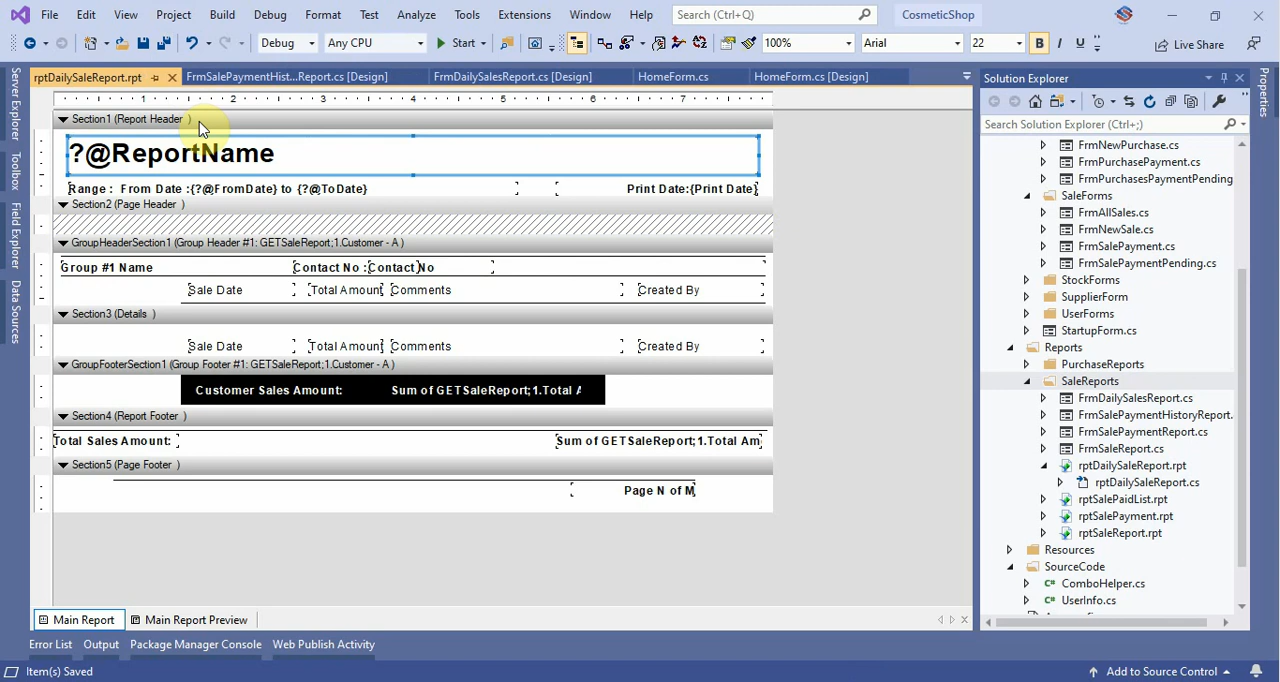 File Edit View Project Build Debug Format Test Analyze Tools Extensions Window Help Search (Ctrl+Q) CosmeticShop
Debug Any CPU Start 100% Arial 22 B I U Live Share
rptDailySaleReport.rpt FrmSalePaymentHist...Report.cs [Design] FrmDailySalesReport.cs [Design] HomeForm.cs HomeForm.cs [Design]
Server Explorer
Toolbox
Field Explorer
Data Sources
1 2 3 4 5 6 7
Section1 (Report Header )
?@ReportName
Range : From Date :{?@FromDate} to {?@ToDate} Print Date:{Print Date}
Section2 (Page Header )
GroupHeaderSection1 (Group Header #1: GETSaleReport;1.Customer - A )
Group #1 Name Contact No : Contact No
Sale Date Total Amount Comments Created By
Section3 (Details )
Sale Date Total Amount Comments Created By
GroupFooterSection1 (Group Footer #1: GETSaleReport;1.Customer - A )
Customer Sales Amount: Sum of GETSaleReport;1.Total A
Section4 (Report Footer )
Total Sales Amount: Sum of GETSaleReport;1.Total Am
Section5 (Page Footer )
Page N of M
Main Report Main Report Preview
Solution Explorer
Search Solution Explorer (Ctrl+;)
FrmNewPurchase.cs
FrmPurchasePayment.cs
FrmPurchasesPaymentPending
SaleForms
FrmAllSales.cs
FrmNewSale.cs
FrmSalePayment.cs
FrmSalePaymentPending.cs
StockForms
SupplierForm
UserForms
StartupForm.cs
Reports
PurchaseReports
SaleReports
FrmDailySalesReport.cs
FrmSalePaymentHistoryReport.
FrmSalePaymentReport.cs
FrmSaleReport.cs
rptDailySaleReport.rpt
rptDailySaleReport.cs
rptSalePaidList.rpt
rptSalePayment.rpt
rptSaleReport.rpt
Resources
SourceCode
C# ComboHelper.cs
C# UserInfo.cs
Properties
Error List Output Package Manager Console Web Publish Activity
Item(s) Saved Add to Source Control